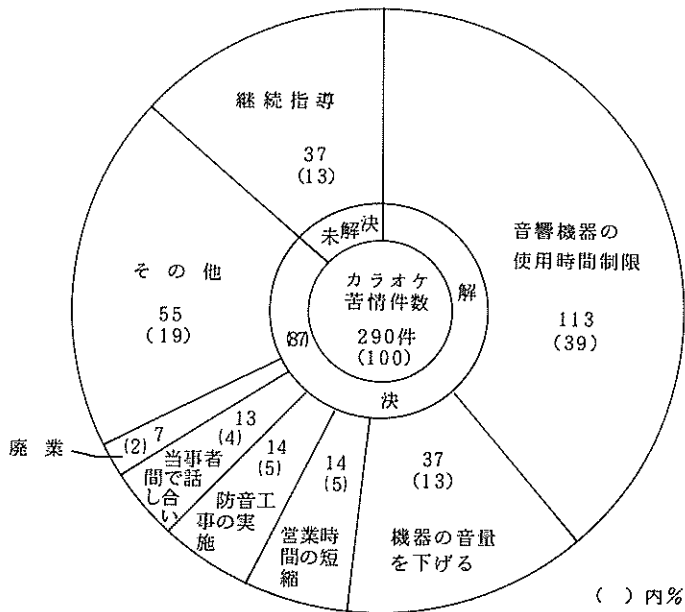 継続指導
37
(13)
未解決
カラオケ
苦情件数
290件
(100)
解
決
(87)
音響機器の
使用時間制限
113
(39)
37
(13)
機器の音量
を下げる
14
(5)
営業時
間の短
縮
14
(5)
防音工
事の実
施
13
(4)
当事者
間で話
し合い
7
(2)
廃業
その他
55
(19)
( )内%